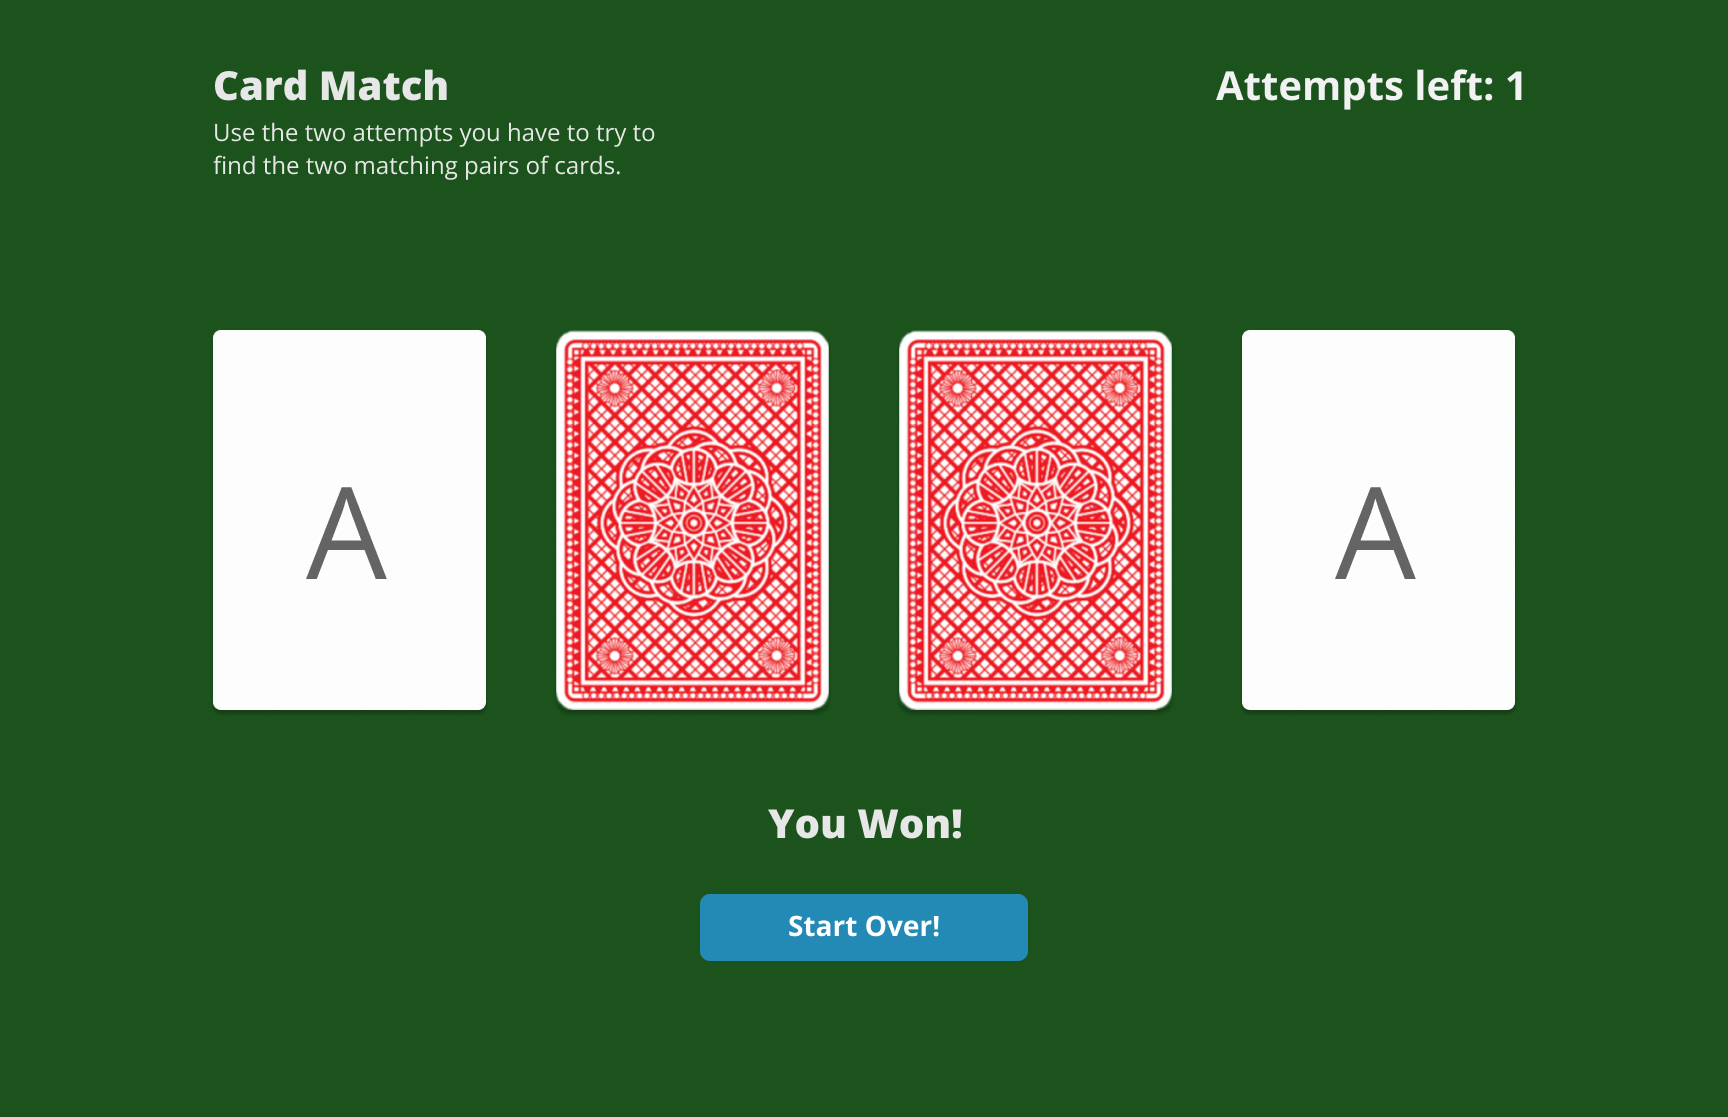 Card Match
Attempts left: 1
Use the two attempts you have to try to
find the two matching pairs of cards.
A
A
You Won!
Start Over!